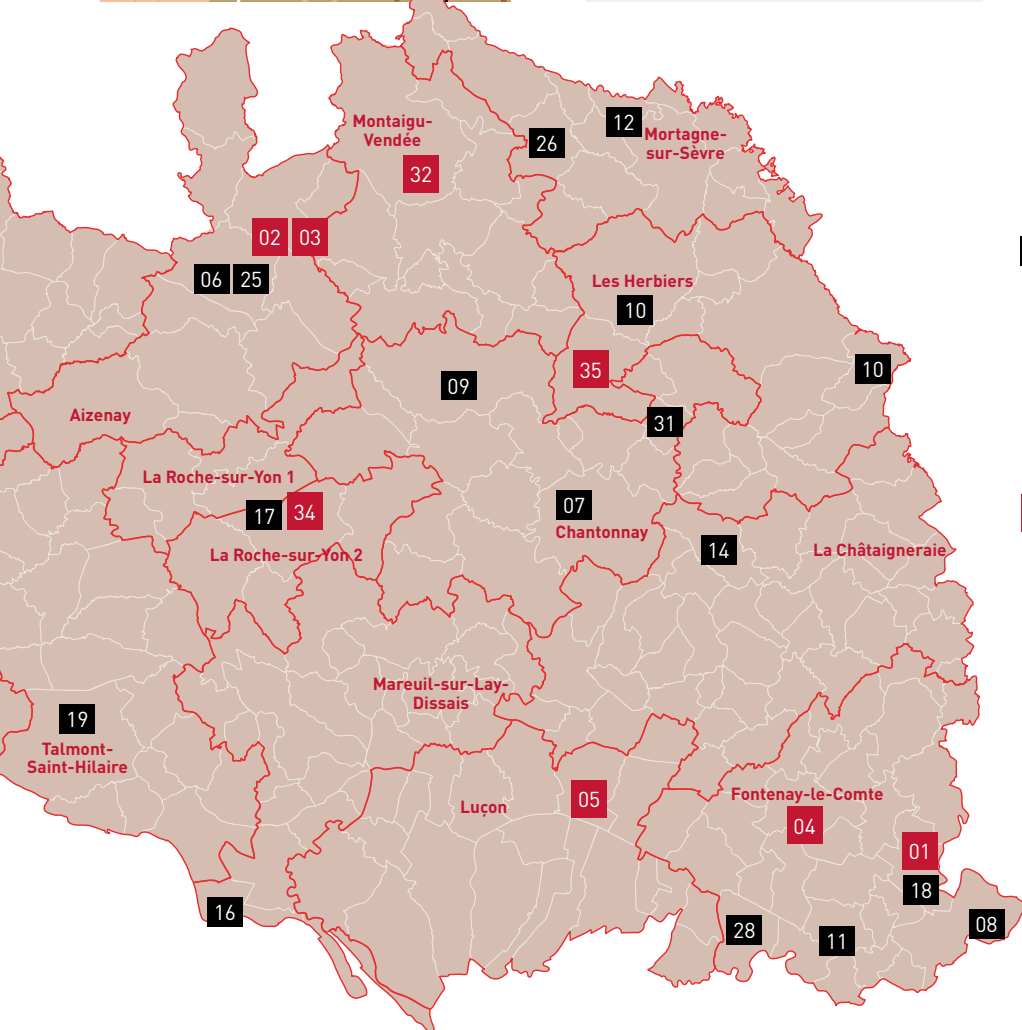 12
26
Montaigu-
Vendée
Mortagne-
sur-Sèvre
32
02 03
06 25
Les Herbiers
10
35
10
09
Aizenay
31
La Roche-sur-Yon 1
17 34
07
Chantonnay
La Roche-sur-Yon 2
14
La Châtaigneraie
Mareuil-sur-Lay-
Dissais
19
Talmont-
Saint-Hilaire
Luçon
05
Fontenay-le-Comte
04
01
18
16
28
11
08